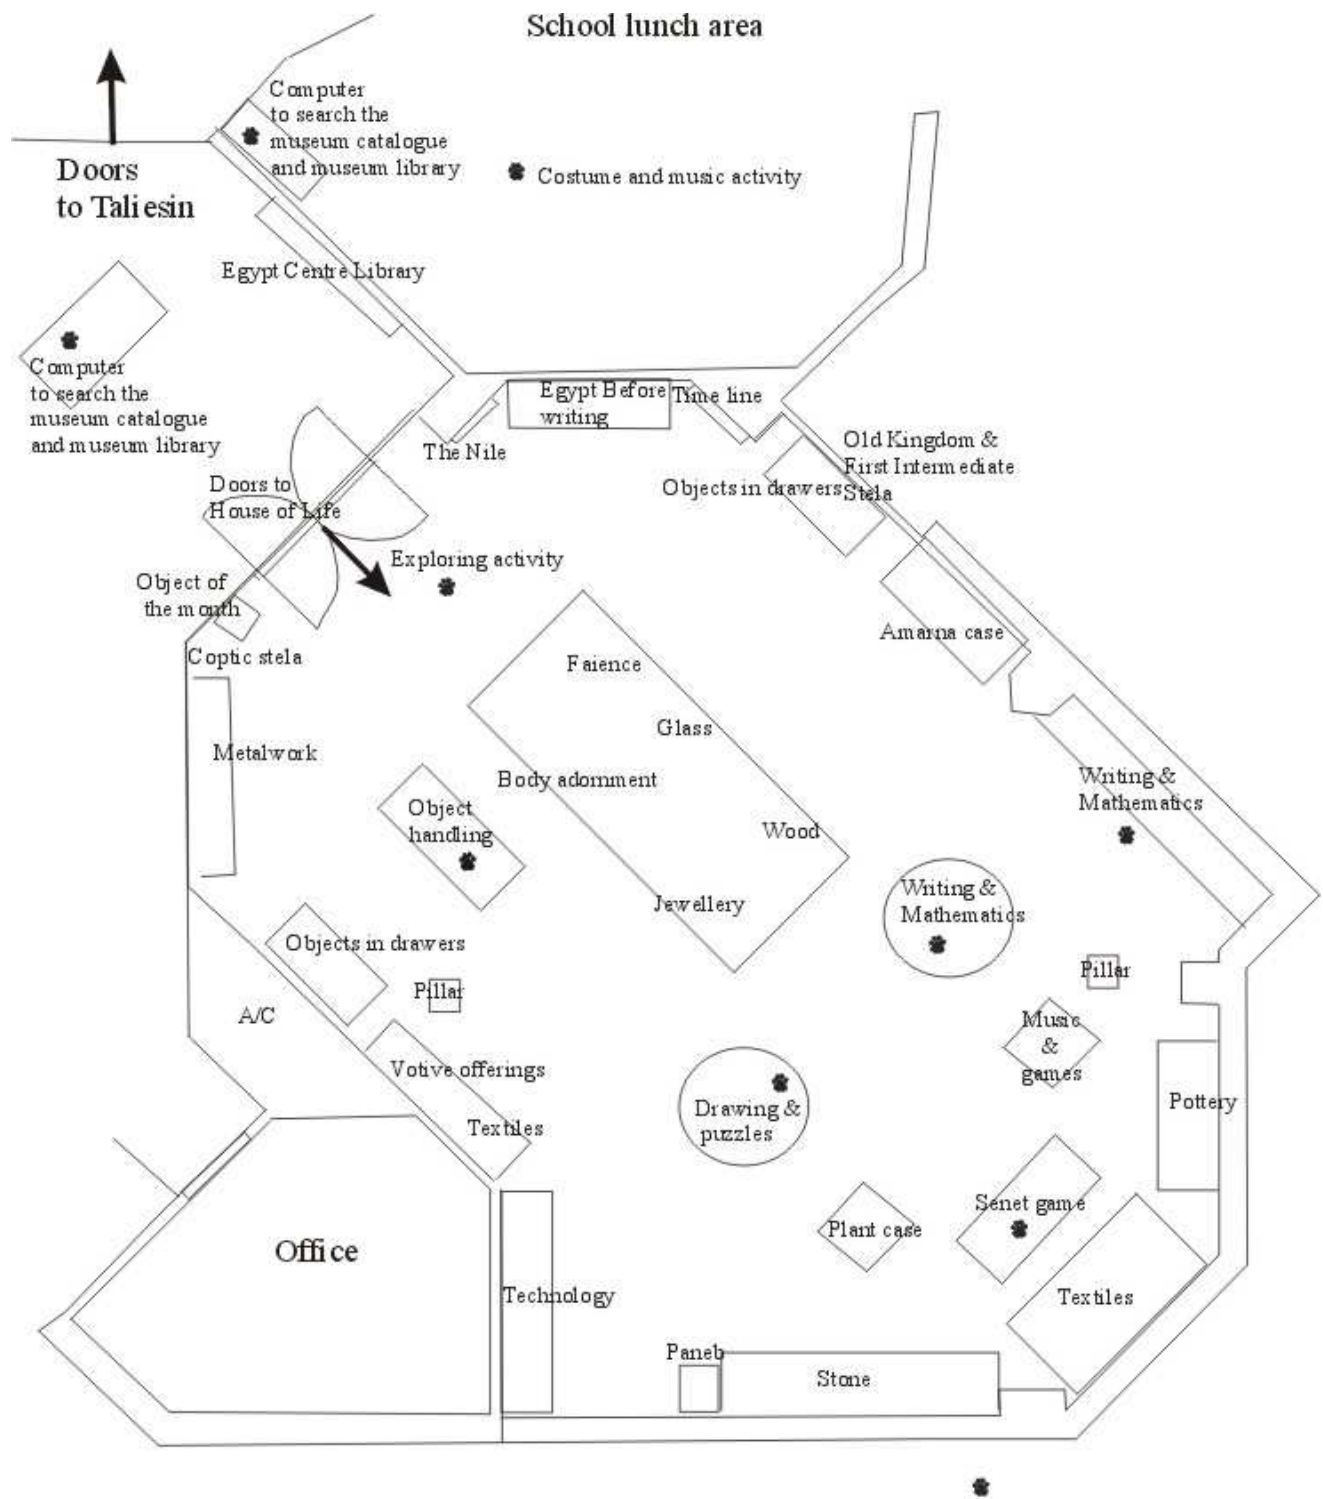 School lunch area
Computer
to search the
museum catalogue
and museum library
Doors
to Taliesin
Costume and music activity
Egypt Centre Library
Computer
to search the
museum catalogue
and museum library
Egypt Before
writing
Time line
The Nile
Old Kingdom &
First Intermediate
Stela
Objects in drawers
Doors to
House of Life
Exploring activity
Object of
the month
Coptic stela
Amarna case
Faience
Glass
Metalwork
Body adornment
Writing &
Mathematics
Object
handling
Wood
Jewellery
Writing &
Mathematics
Objects in drawers
Pillar
Pillar
A/C
Music
&
games
Votive offerings
Textiles
Drawing &
puzzles
Pottery
Senet game
Plant case
Office
Technology
Textiles
Paneb
Stone